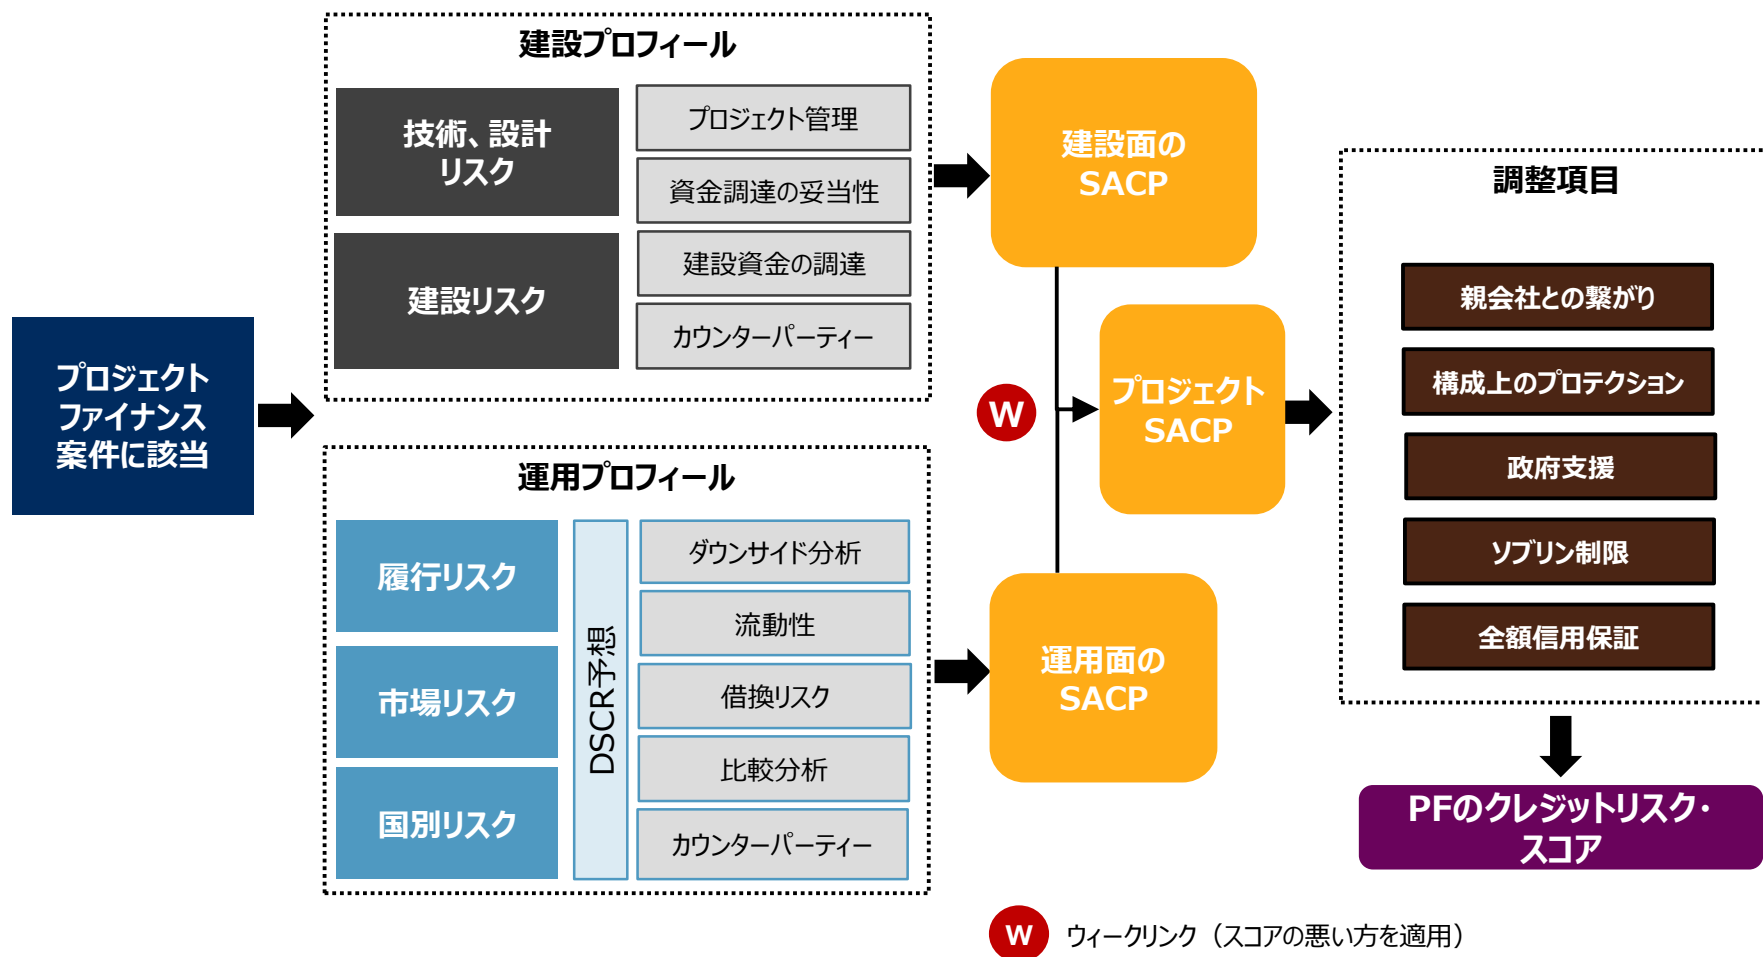 プロジェクト
ファイナンス
案件に該当
建設プロフィール
技術、設計
リスク
建設リスク
プロジェクト管理
資金調達の妥当性
建設資金の調達
カウンターパーティー
運用プロフィール
履行リスク
市場リスク
国別リスク
DSCR予想
ダウンサイド分析
流動性
借換リスク
比較分析
カウンターパーティー
建設面の
SACP
W
プロジェクト
SACP
運用面の
SACP
調整項目
親会社との繋がり
構成上のプロテクション
政府支援
ソブリン制限
全額信用保証
PFのクレジットリスク・
スコア
W ウィークリンク（スコアの悪い方を適用）